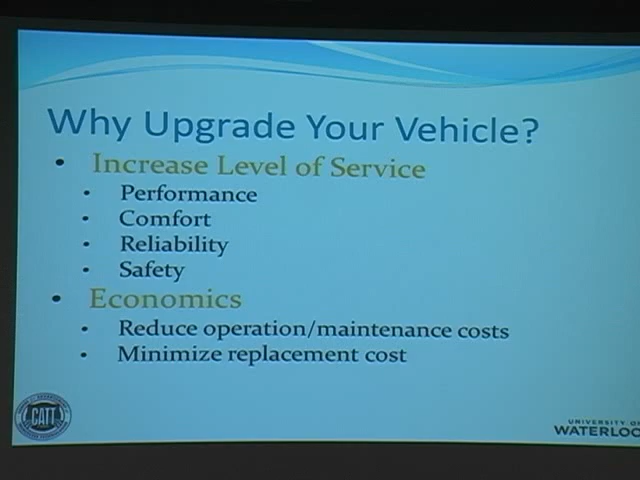 Why Upgrade Your Vehicle?
• Increase Level of Service
• Performance
• Comfort
• Reliability
• Safety
• Economics
• Reduce operation/maintenance costs
• Minimize replacement cost
CATT
UNIVERSITY OF
WATERLOO